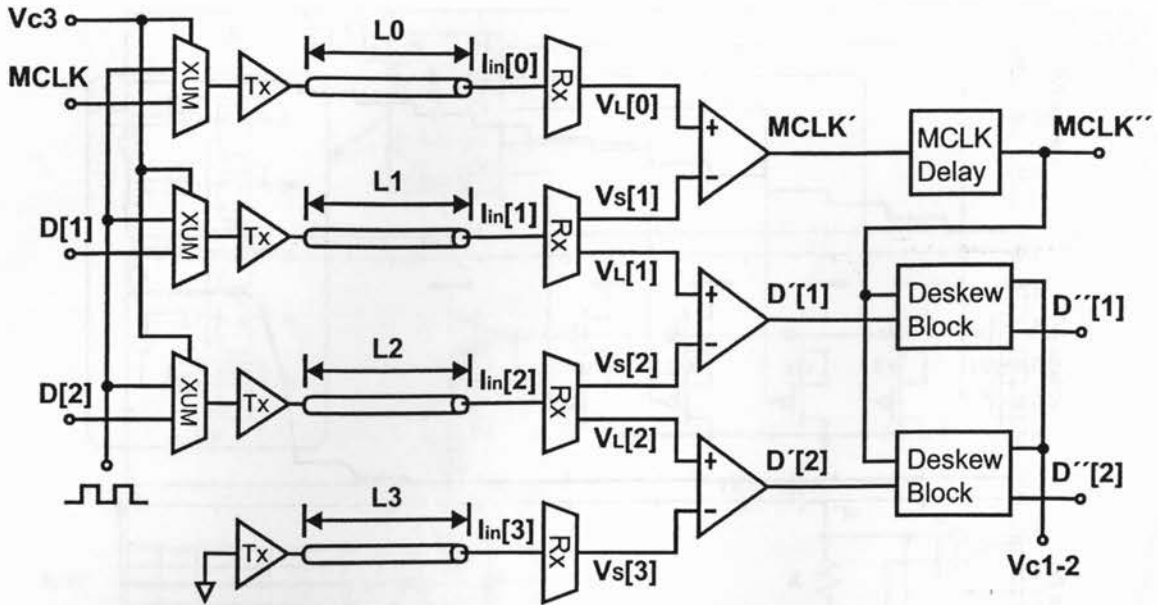 Vc3
MCLK
XUM
Tx
L0
Iin[0]
Rx
VL[0]
+
−
MCLK´
MCLK
Delay
MCLK´´
D[1]
XUM
Tx
L1
Iin[1]
Rx
VS[1]
VL[1]
+
−
D´[1]
Deskew
Block
D´´[1]
D[2]
XUM
Tx
L2
Iin[2]
Rx
VS[2]
VL[2]
+
−
D´[2]
Deskew
Block
D´´[2]
Tx
L3
Iin[3]
Rx
VS[3]
Vc1-2